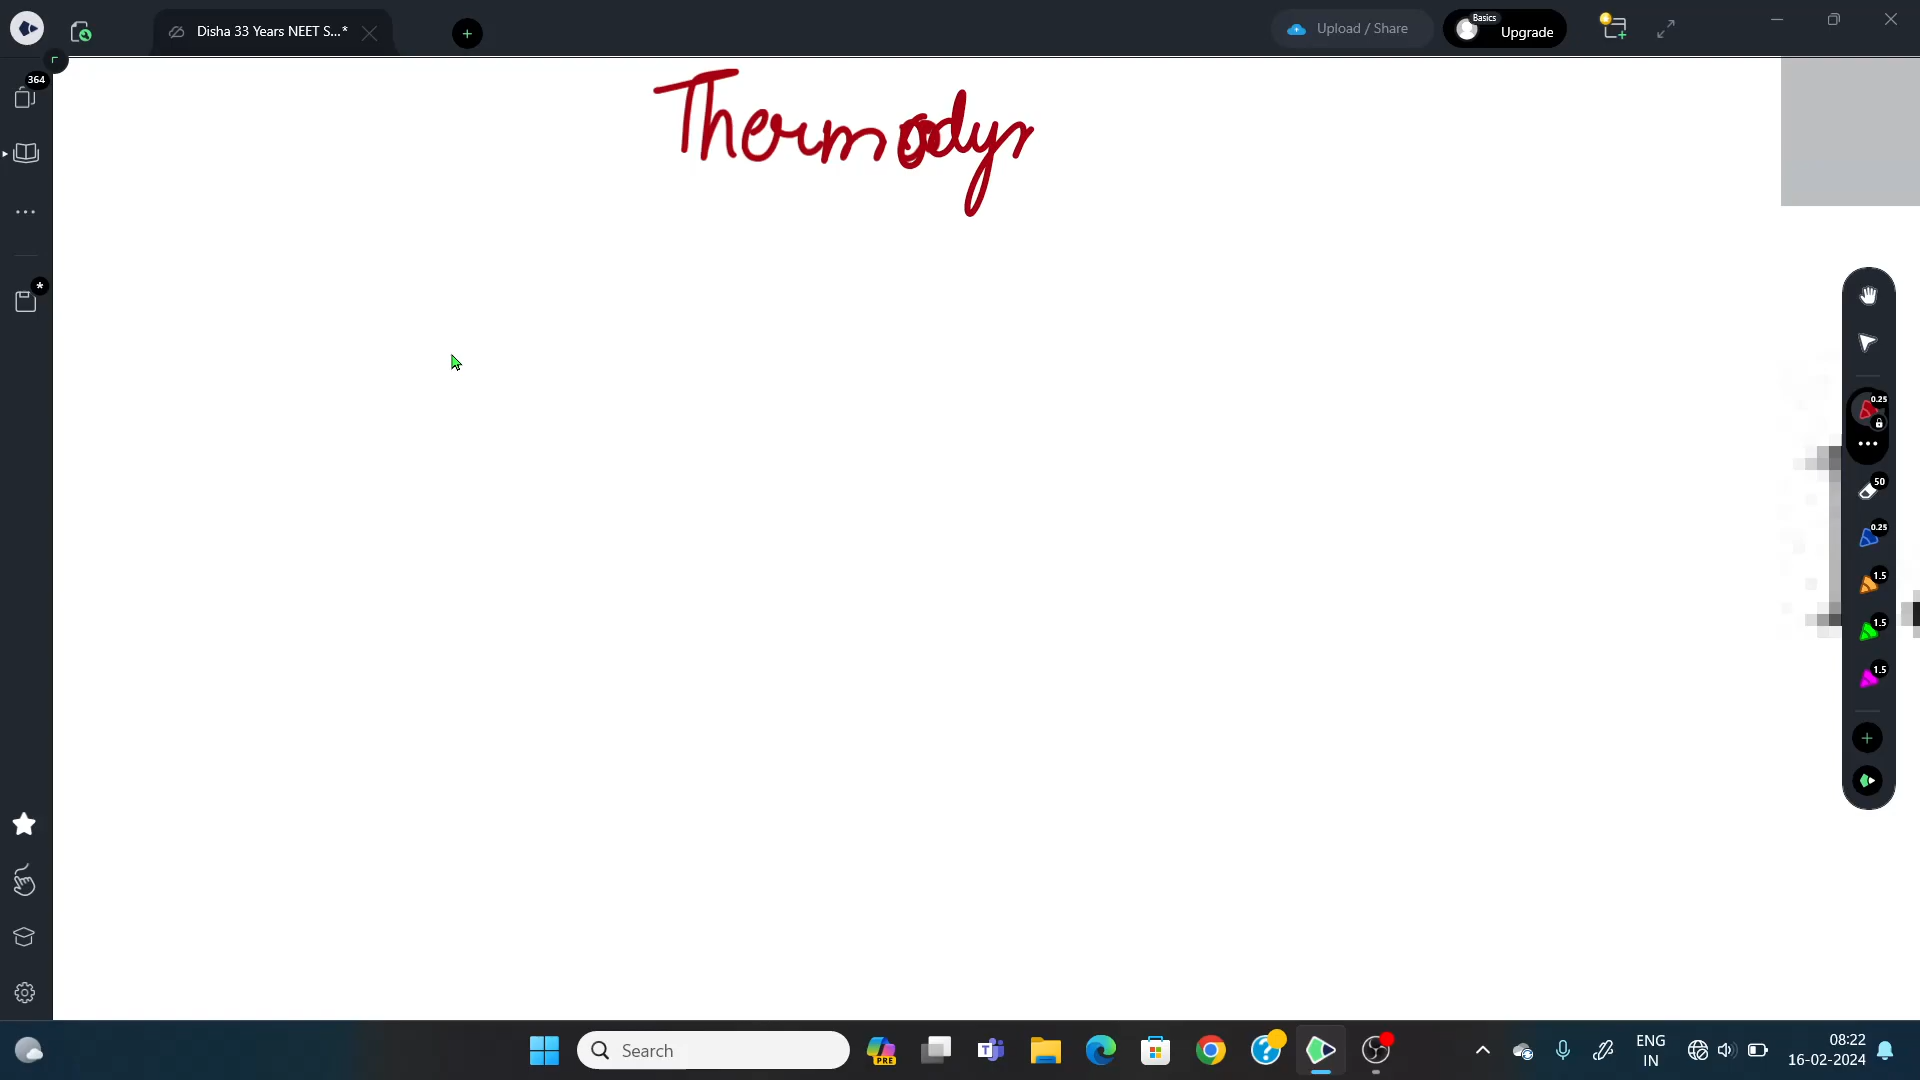 Disha 33 Years NEET S...*
Upload / Share
Basics
Upgrade
364
Thermodyn
*
0.25
50
0.25
1.5
1.5
1.5
Search
PRE
ENG
IN
08:22
16-02-2024